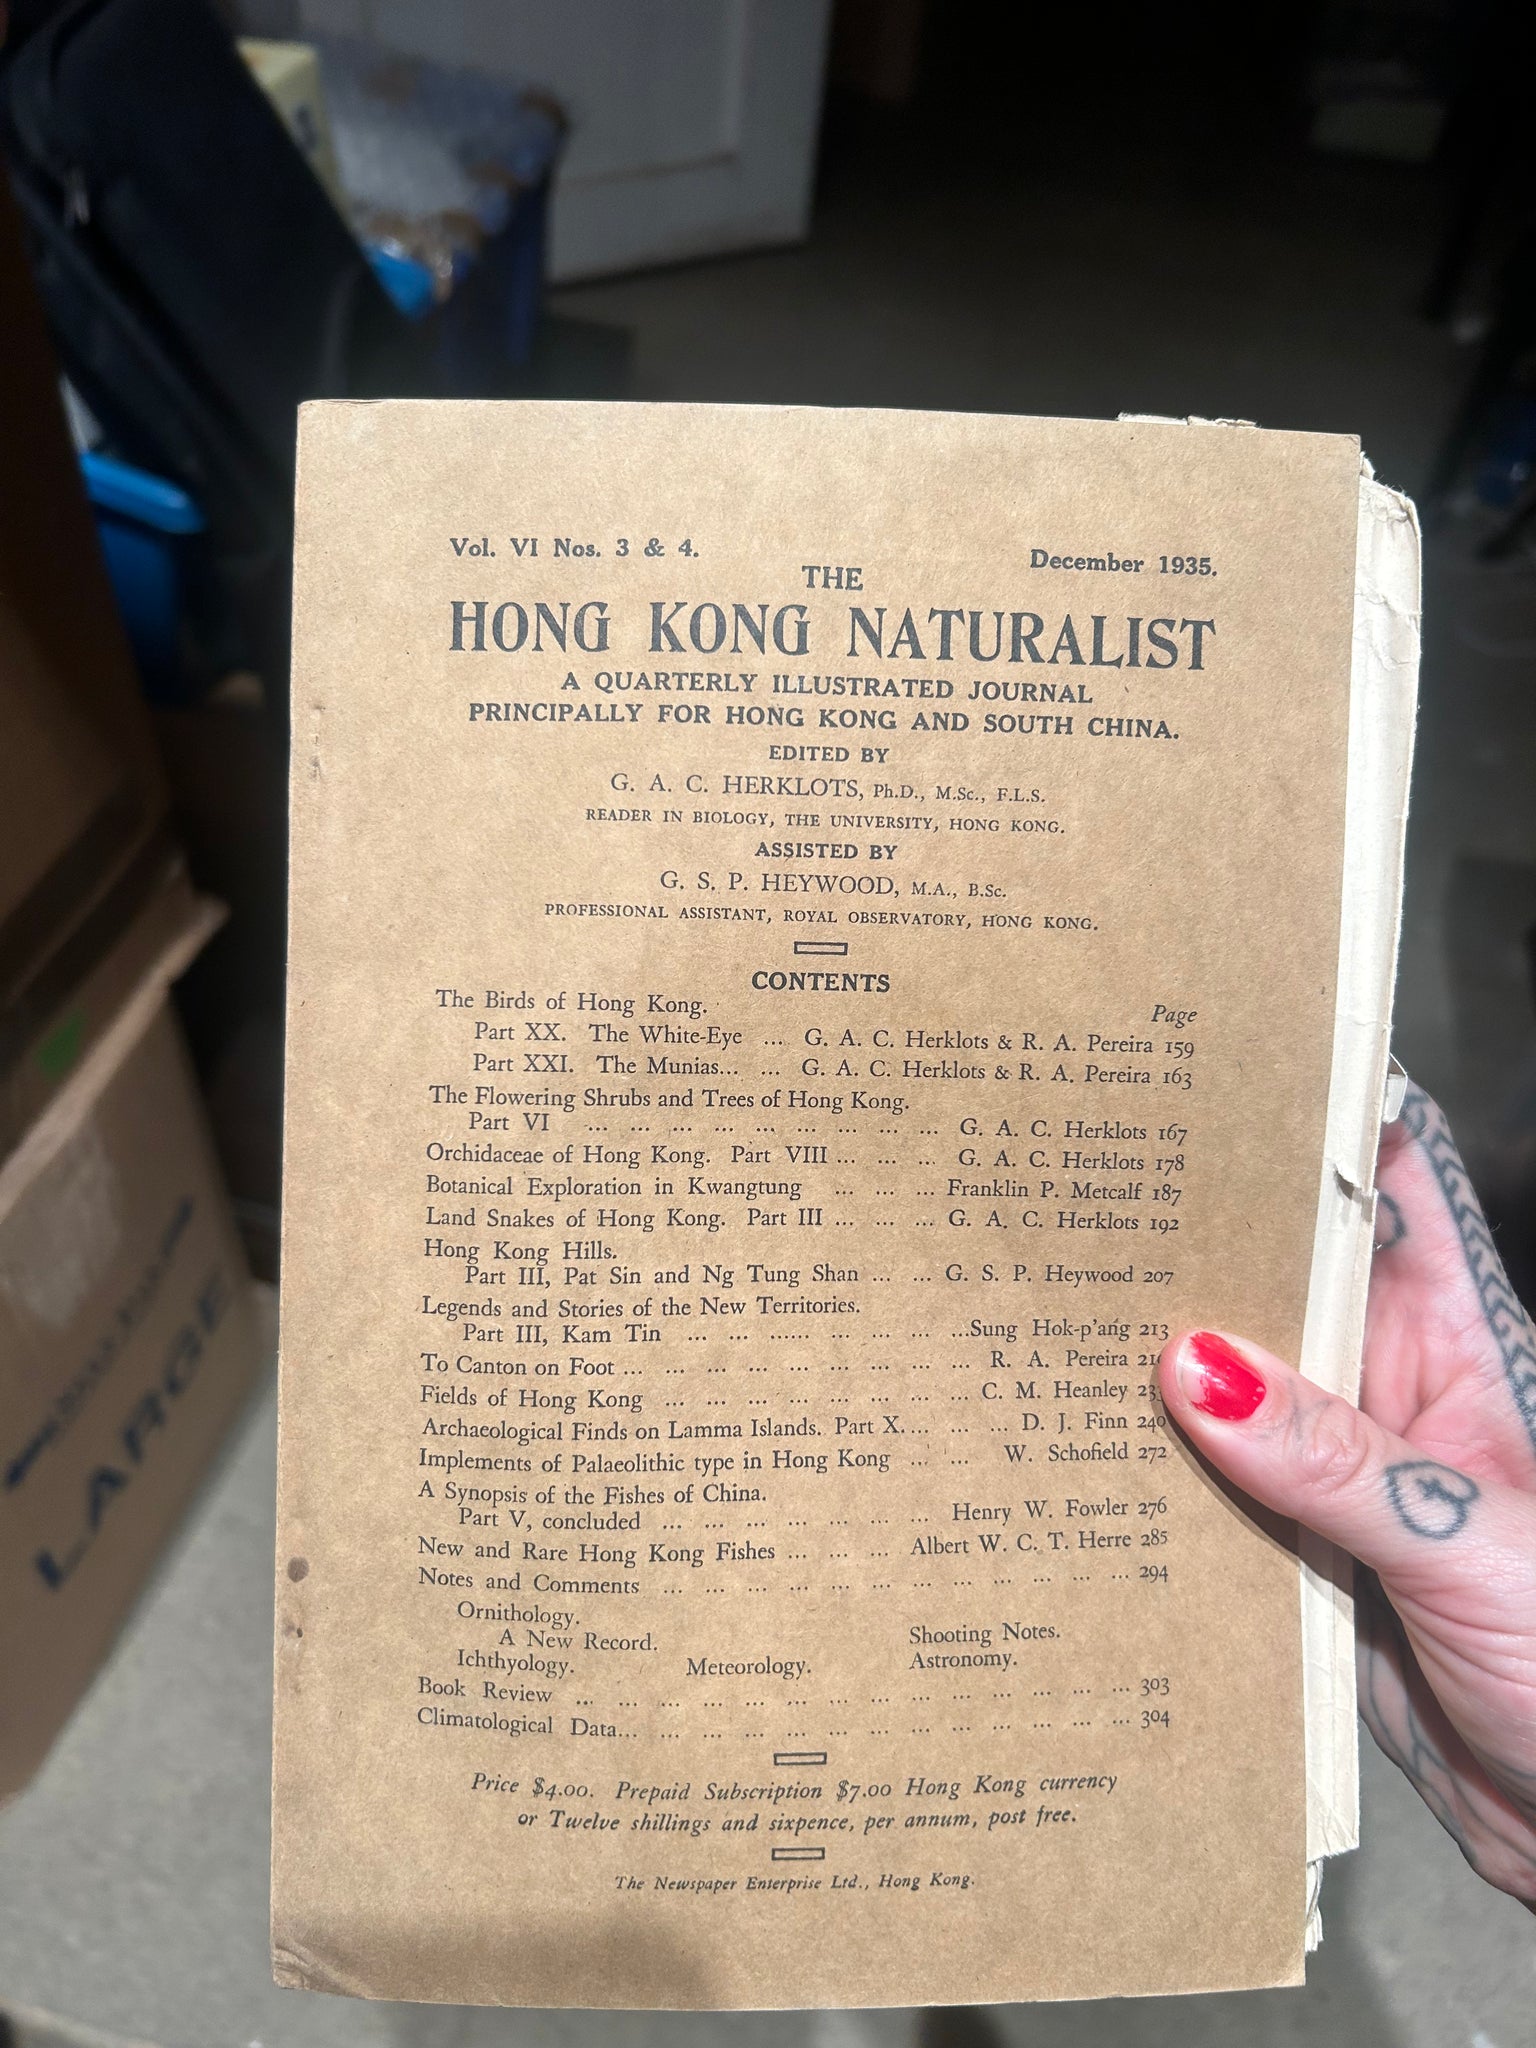 Vol. VI Nos. 3 & 4. December 1935.
THE
HONG KONG NATURALIST
A QUARTERLY ILLUSTRATED JOURNAL
PRINCIPALLY FOR HONG KONG AND SOUTH CHINA.
EDITED BY
G. A. C. HERKLOTS, Ph.D., M.Sc., F.L.S.
READER IN BIOLOGY, THE UNIVERSITY, HONG KONG.
ASSISTED BY
G. S. P. HEYWOOD, M.A., B.Sc.
PROFESSIONAL ASSISTANT, ROYAL OBSERVATORY, HONG KONG.
CONTENTS
The Birds of Hong Kong. Page
Part XX. The White-Eye ... G. A. C. Herklots & R. A. Pereira 159
Part XXI. The Munias... ... G. A. C. Herklots & R. A. Pereira 163
The Flowering Shrubs and Trees of Hong Kong.
Part VI ... ... ... ... ... ... ... ... ... G. A. C. Herklots 167
Orchidaceae of Hong Kong. Part VIII ... ... ... G. A. C. Herklots 178
Botanical Exploration in Kwangtung ... ... ... Franklin P. Metcalf 187
Land Snakes of Hong Kong. Part III ... ... ... G. A. C. Herklots 192
Hong Kong Hills.
Part III, Pat Sin and Ng Tung Shan ... ... G. S. P. Heywood 207
Legends and Stories of the New Territories.
Part III, Kam Tin ... ... ...... ... ... ... ...Sung Hok-p'ang 213
To Canton on Foot ... ... ... ... ... ... ... ... ... R. A. Pereira 21
Fields of Hong Kong ... ... ... ... ... ... ... ... C. M. Heanley 23
Archaeological Finds on Lamma Islands. Part X.... ... ... D. J. Finn 240
Implements of Palaeolithic type in Hong Kong ... ... W. Schofield 272
A Synopsis of the Fishes of China.
Part V, concluded ... ... ... ... ... ... ... Henry W. Fowler 276
New and Rare Hong Kong Fishes ... ... ... Albert W. C. T. Herre 285
Notes and Comments ... ... ... ... ... ... ... ... ... ... ... ... 294
Ornithology.
A New Record. Shooting Notes.
Ichthyology. Meteorology. Astronomy.
Book Review ... ... ... ... ... ... ... ... ... ... ... ... ... ... 303
Climatological Data... ... ... ... ... ... ... ... ... ... ... ... ... 304
Price $4.00. Prepaid Subscription $7.00 Hong Kong currency
or Twelve shillings and sixpence, per annum, post free.
The Newspaper Enterprise Ltd., Hong Kong.
LARGE